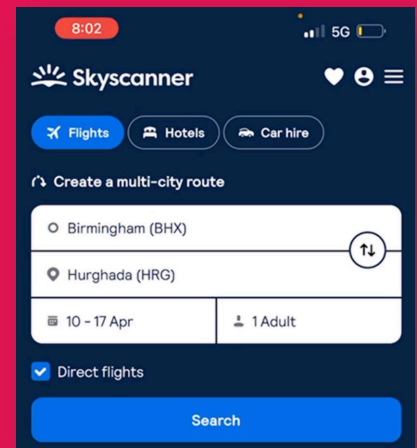 8:02
5G
Skyscanner
Flights
Hotels
Car hire
Create a multi-city route
Birmingham (BHX)
Hurghada (HRG)
10 - 17 Apr
1 Adult
Direct flights
Search